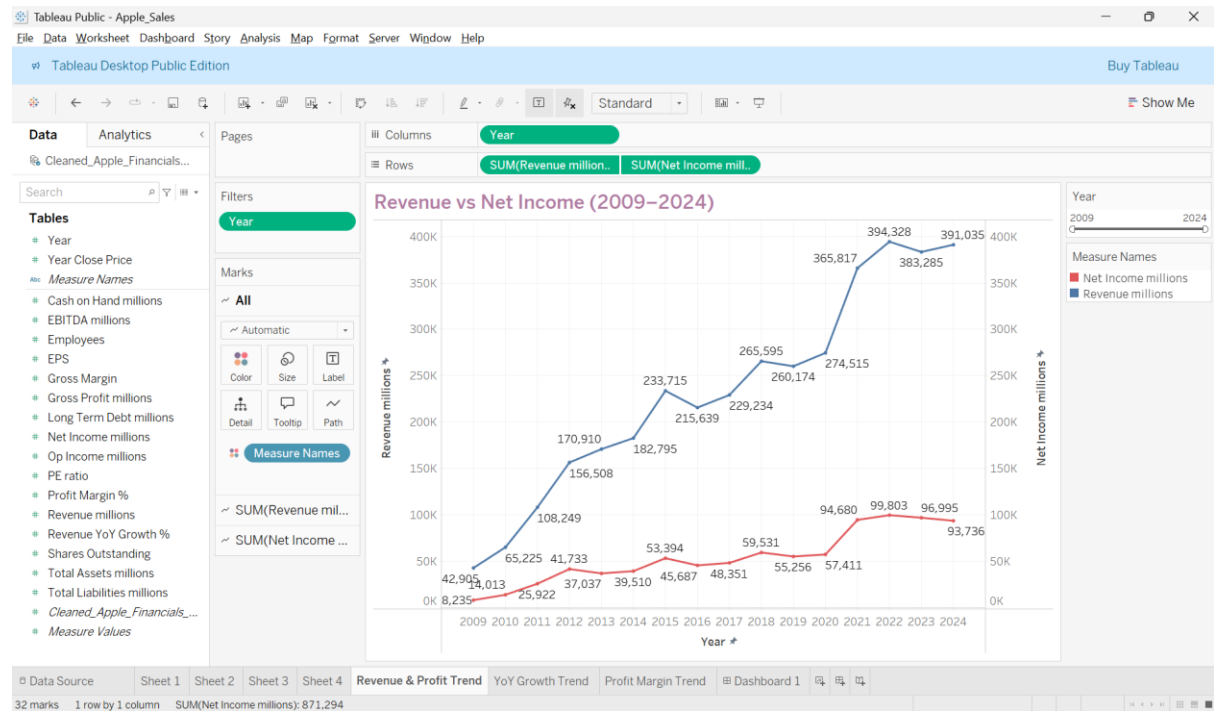 Tableau Public - Apple_Sales
File Data Worksheet Dashboard Story Analysis Map Format Server Window Help
Tableau Desktop Public Edition
Buy Tableau
Standard
Show Me
Data Analytics
Cleaned_Apple_Financials...
Search
Tables
Year
Year Close Price
Abc Measure Names
Cash on Hand millions
EBITDA millions
Employees
EPS
Gross Margin
Gross Profit millions
Long Term Debt millions
Net Income millions
Op Income millions
PE ratio
Profit Margin %
Revenue millions
Revenue YoY Growth %
Shares Outstanding
Total Assets millions
Total Liabilities millions
Cleaned_Apple_Financials_...
Measure Values
Pages
Filters
Year
Marks
All
Automatic
Color Size Label
Detail Tooltip Path
Measure Names
SUM(Revenue mil...
SUM(Net Income ...
Columns
Year
Rows
SUM(Revenue million.. SUM(Net Income mill..
Revenue vs Net Income (2009–2024)
400K
350K
300K
250K
200K
150K
100K
50K
0K
Revenue millions
42,905
65,225
108,249
156,508
170,910
182,795
233,715
215,639
229,234
265,595
260,174
274,515
365,817
394,328
383,285
391,035
8,235
14,013
25,922
41,733
37,037
39,510
53,394
45,687
48,351
59,531
55,256
57,411
94,680
99,803
96,995
93,736
400K
350K
300K
250K
200K
150K
100K
50K
0K
Net Income millions
2009 2010 2011 2012 2013 2014 2015 2016 2017 2018 2019 2020 2021 2022 2023 2024
Year
Year
2009 2024
Measure Names
Net Income millions
Revenue millions
Data Source Sheet 1 Sheet 2 Sheet 3 Sheet 4 Revenue & Profit Trend YoY Growth Trend Profit Margin Trend Dashboard 1
32 marks 1 row by 1 column SUM(Net Income millions): 871,294